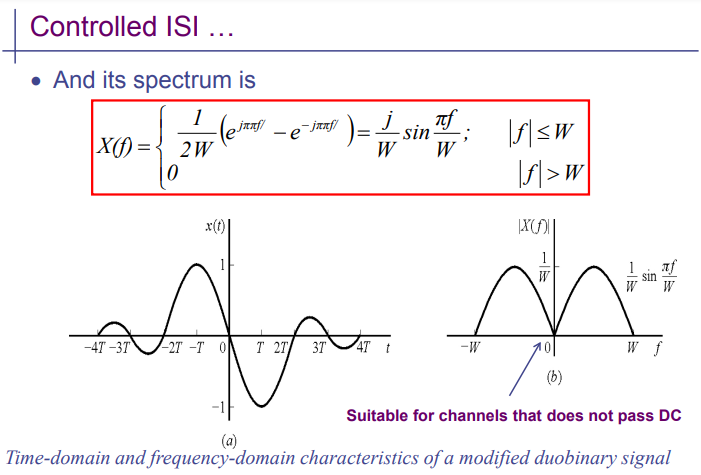 Controlled ISI …
• And its spectrum is
X(f) = { 1/2W (e^jππf/ − e^−jππf/) = j/W sin πf/W ; |f| ≤ W
0 |f| > W
x(t) |X(f)|
1 1/W 1/W sin πf/W
−4T −3T −2T −T 0 T 2T 3T 4T t −W 0 W f
−1 (b)
Suitable for channels that does not pass DC
(a)
Time-domain and frequency-domain characteristics of a modified duobinary signal